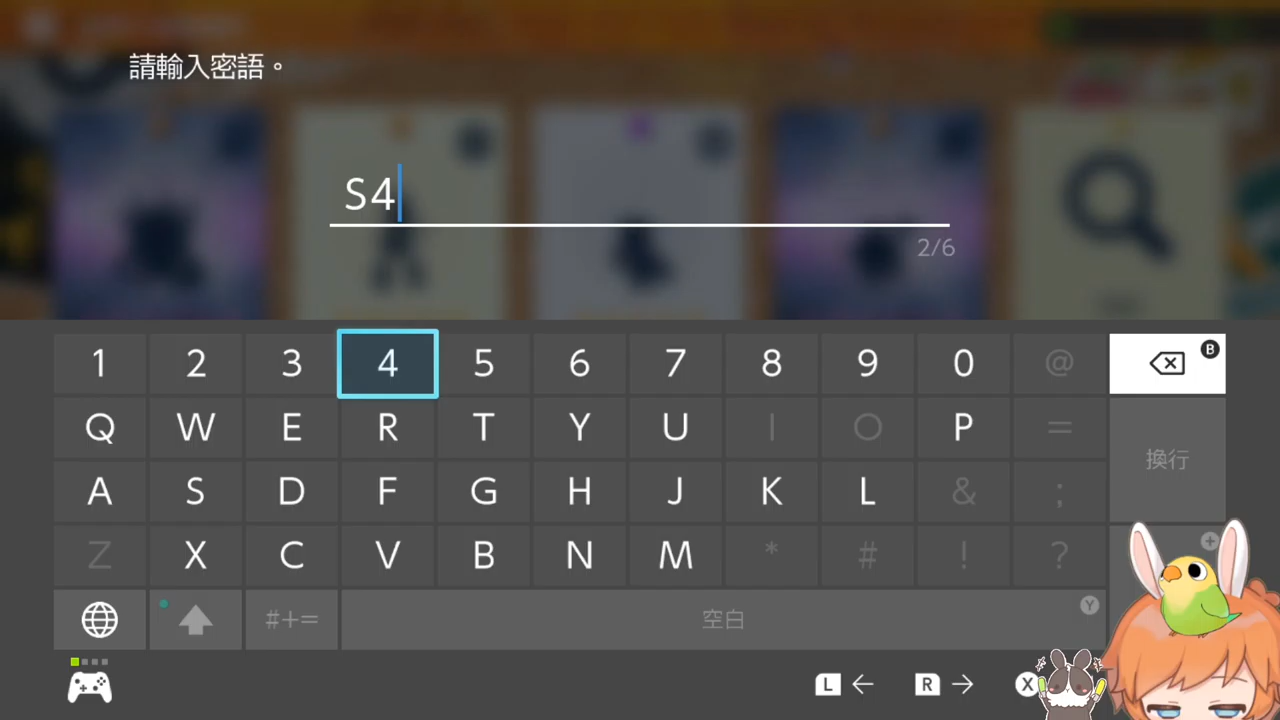 請輸入密語。
S4
2/6
1 2 3 4 5 6 7 8 9 0 @ B
Q W E R T Y U I O P =
換行
A S D F G H J K L & ;
Z X C V B N M * # ! ? +
#+= 空白 Y
L ← R → X